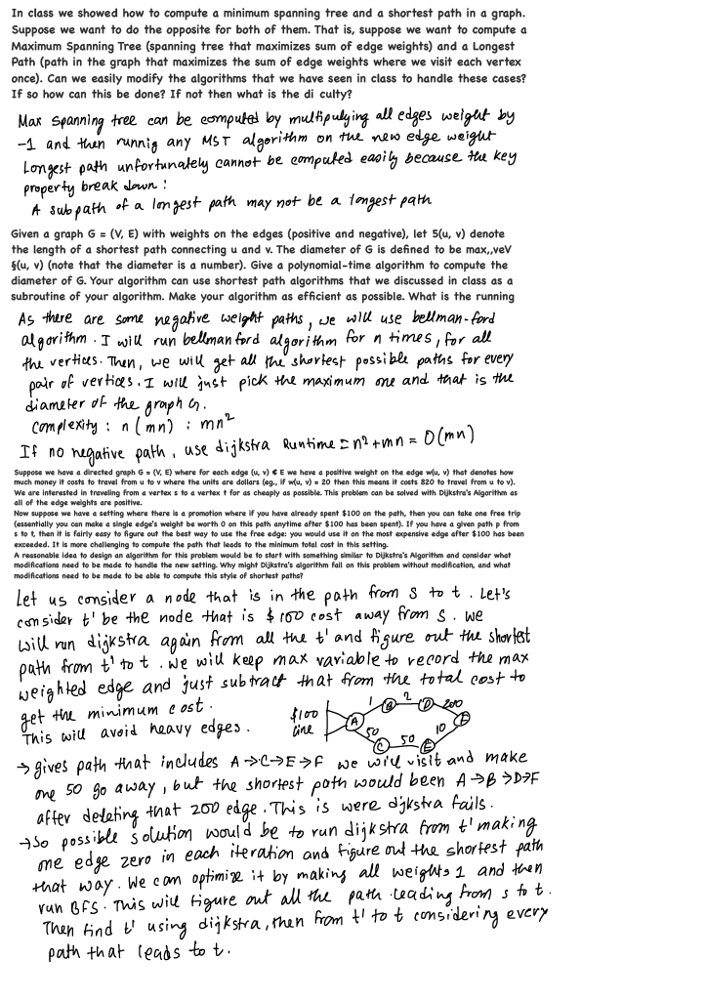 In class we showed how to compute a minimum spanning tree and a shortest path in a graph.
Suppose we want to do the opposite for both of them. That is, suppose we want to compute a
Maximum Spanning Tree (spanning tree that maximizes sum of edge weights) and a Longest
Path (path in the graph that maximizes the sum of edge weights where we visit each vertex
once). Can we easily modify the algorithms that we have seen in class to handle these cases?
If so how can this be done? If not then what is the di culty?
Max spanning tree can be computed by multipulying all edges weight by
-1 and then runnig any MST algorithm on the new edge weight
Longest path unfortunately cannot be computed easily because the key
property break down :
A subpath of a longest path may not be a longest path
Given a graph G = (V, E) with weights on the edges (positive and negative), let 5(u, v) denote
the length of a shortest path connecting u and v. The diameter of G is defined to be max,,veV
§(u, v) (note that the diameter is a number). Give a polynomial-time algorithm to compute the
diameter of G. Your algorithm can use shortest path algorithms that we discussed in class as a
subroutine of your algorithm. Make your algorithm as efficient as possible. What is the running
As there are some negative weight paths, we will use bellman-ford
algorithm. I will run bellman ford algorithm for n times, for all
the vertices. Then, we will get all the shortest possible paths for every
pair of vertices. I will just pick the maximum one and that is the
diameter of the graph G.
Complexity : n(mn) : mn²
If no negative path, use dijkstra Runtime = n²+mn = O(mn)
Suppose we have a directed graph G = (V, E) where for each edge (u, v) € E we have a positive weight on the edge w(u, v) that denotes how
much money it costs to travel from u to v where the units are dollars (eg., if w(u, v) = 20 then this means it costs 820 to travel from u to v).
We are interested in traveling from a vertex s to a vertex t for as cheaply as possible. This problem can be solved with Dijkstra's Algorithm as
all of the edge weights are positive.
Now suppose we have a setting where there is a promotion where if you have already spent $100 on the path, then you can take one free trip
(essentially you can make a single edge's weight be worth 0 on this path anytime after $100 has been spent). If you have a given path p from
s to t, then it is fairly easy to figure out the best way to use the free edge: you would use it on the most expensive edge after $100 has been
exceeded. It is more challenging to compute the path that leads to the minimum total cost in this setting.
A reasonable idea to design an algorithm for this problem would be to start with something similar to Dijkstra's Algorithm and consider what
modifications need to be made to handle the new setting. Why might Dijkstra's algorithm fail on this problem without modification, and what
modifications need to be made to be able to compute this style of shortest paths?
Let us consider a node that is in the path from S to t. Let's
consider t' be the node that is $100 cost away from S. We
will run dijkstra again from all the t' and figure out the shortest
path from t' to t. We will keep max variable to record the max
weighted edge and just subtract that from the total cost to
get the minimum cost.
This will avoid heavy edges.
$100
line
A
1
B
2
D
200
50
C
50
E
10
→ gives path that includes A→C→E→F we will visit and make
one 50 go away, but the shortest path would been A→B→D→F
after deleting that 200 edge. This is were dijkstra fails.
→ So possible solution would be to run dijkstra from t' making
one edge zero in each iteration and figure out the shortest path
that way. We can optimize it by making all weights 1 and then
run BFS. This will figure out all the path leading from s to t.
Then find t' using dijkstra, then from t' to t considering every
path that leads to t.